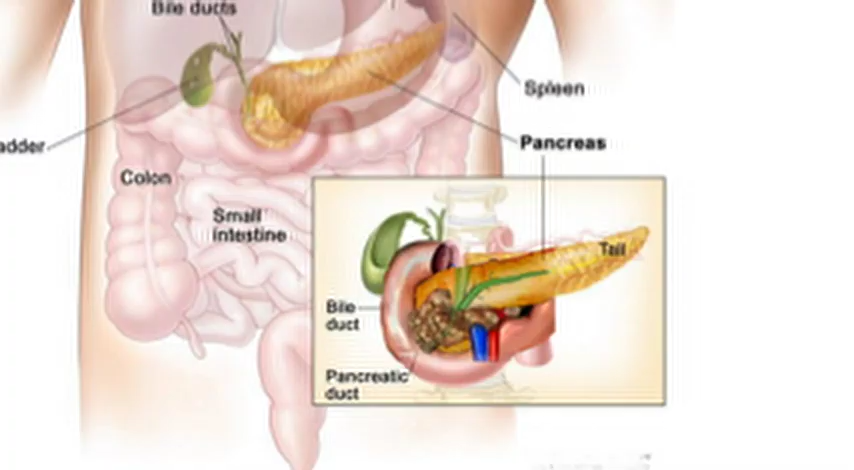 Bile ducts
Spleen
Pancreas
adder
Colon
Small
intestine
Tail
Bile
duct
Pancreatic
duct